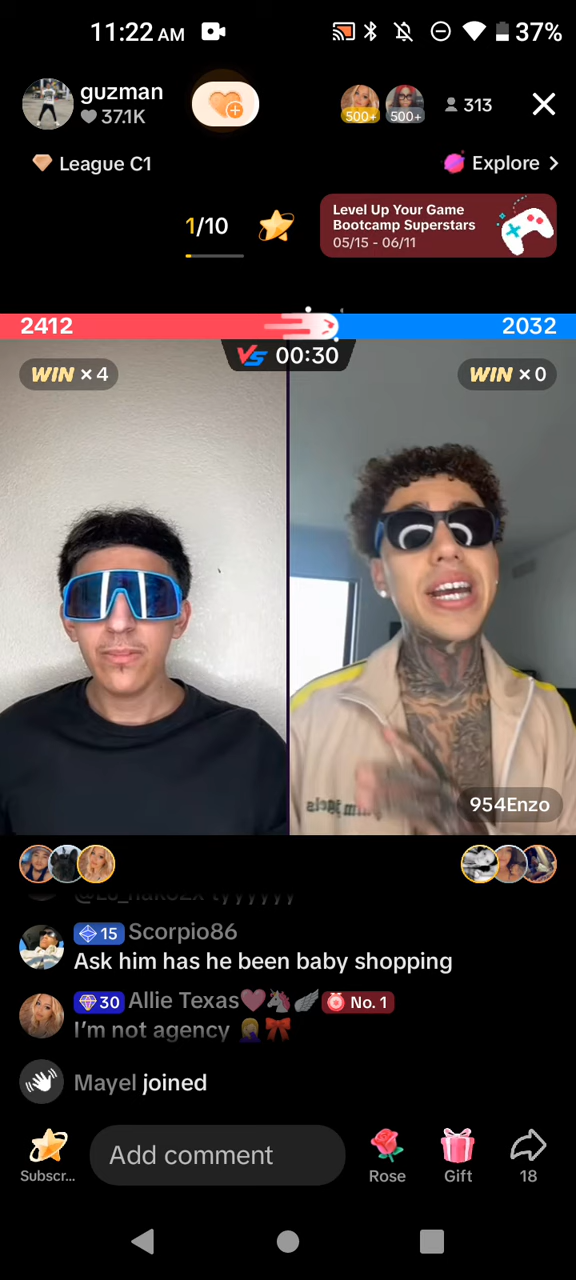 11:22 AM
37%
guzman
37.1K
500+
500+
313
League C1
Explore >
1/10
Level Up Your Game
Bootcamp Superstars
05/15 - 06/11
2412
2032
VS 00:30
WIN × 4
WIN × 0
954Enzo
15 Scorpio86
Ask him has he been baby shopping
30 Allie Texas🩷🦄🪽 No. 1
I'm not agency 🤦‍♀️🎀
Mayel joined
Subscr...
Add comment
Rose
Gift
18